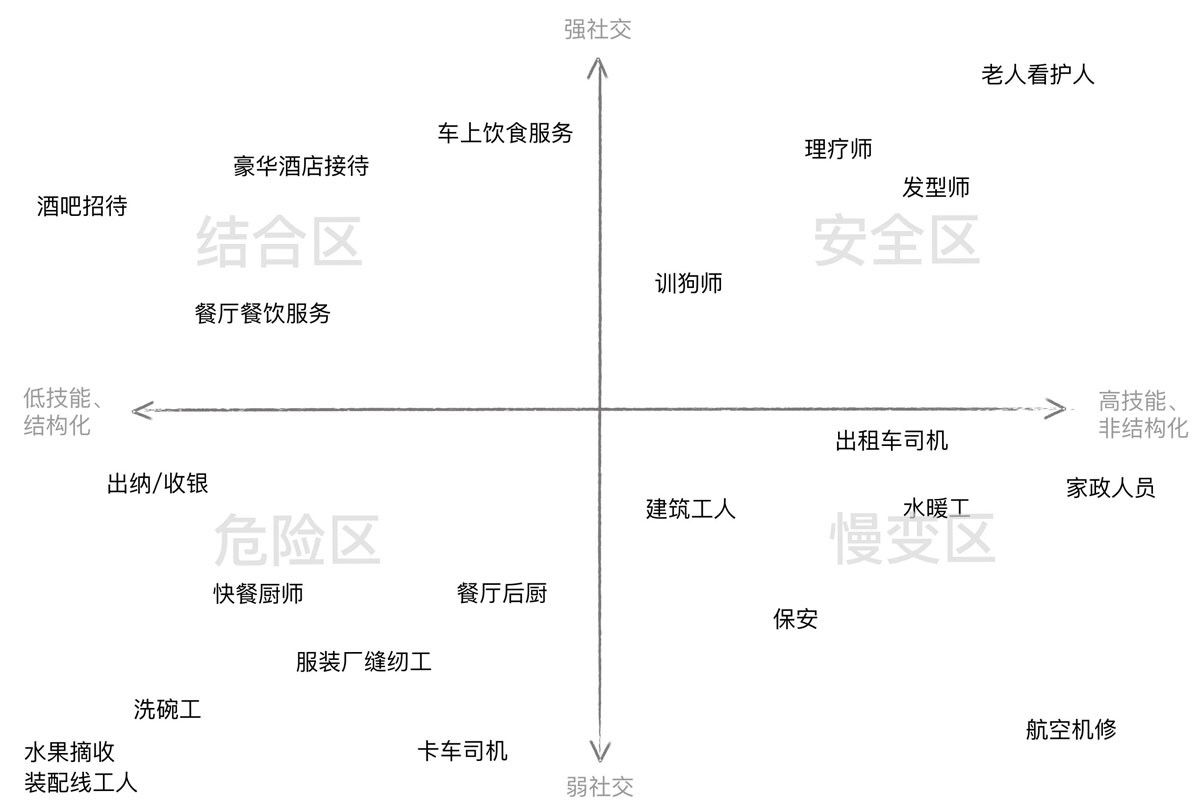 强社交
老人看护人
车上饮食服务
理疗师
豪华酒店接待
发型师
酒吧招待
结合区
安全区
训狗师
餐厅餐饮服务
低技能、
结构化
高技能、
非结构化
出租车司机
出纳/收银
家政人员
建筑工人
水暖工
危险区
慢变区
快餐厨师
餐厅后厨
保安
服装厂缝纫工
洗碗工
航空机修
水果摘收
卡车司机
装配线工人
弱社交